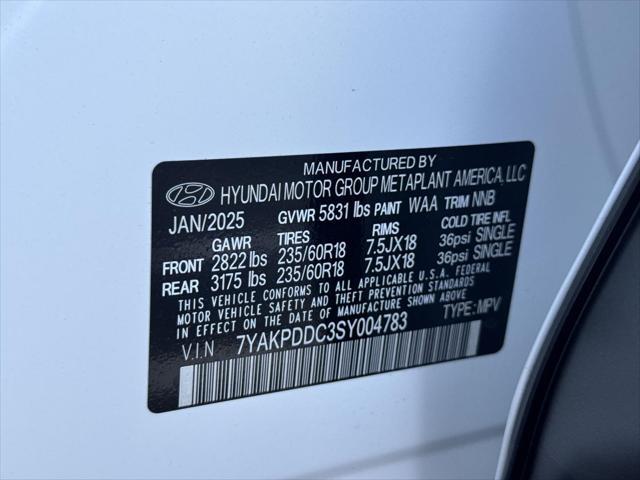 MANUFACTURED BY
HYUNDAI MOTOR GROUP METAPLANT AMERICA, LLC
JAN/2025 GVWR 5831 lbs PAINT WAA TRIM NNB
GAWR TIRES RIMS COLD TIRE INFL
FRONT 2822 lbs 235/60R18 7.5JX18 36psi SINGLE
REAR 3175 lbs 235/60R18 7.5JX18 36psi SINGLE
THIS VEHICLE CONFORMS TO ALL APPLICABLE U.S.A. FEDERAL
MOTOR VEHICLE SAFETY AND THEFT PREVENTION STANDARDS
IN EFFECT ON THE DATE OF MANUFACTURE SHOWN ABOVE.
V.I.N 7YAKPDDC3SY004783 TYPE: MPV